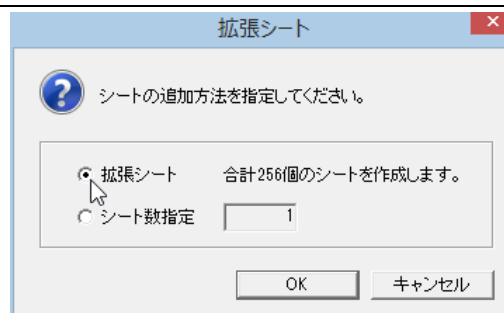 拡張シート
シートの追加方法を指定してください。
拡張シート 合計256個のシートを作成します。
シート数指定 1
OK キャンセル